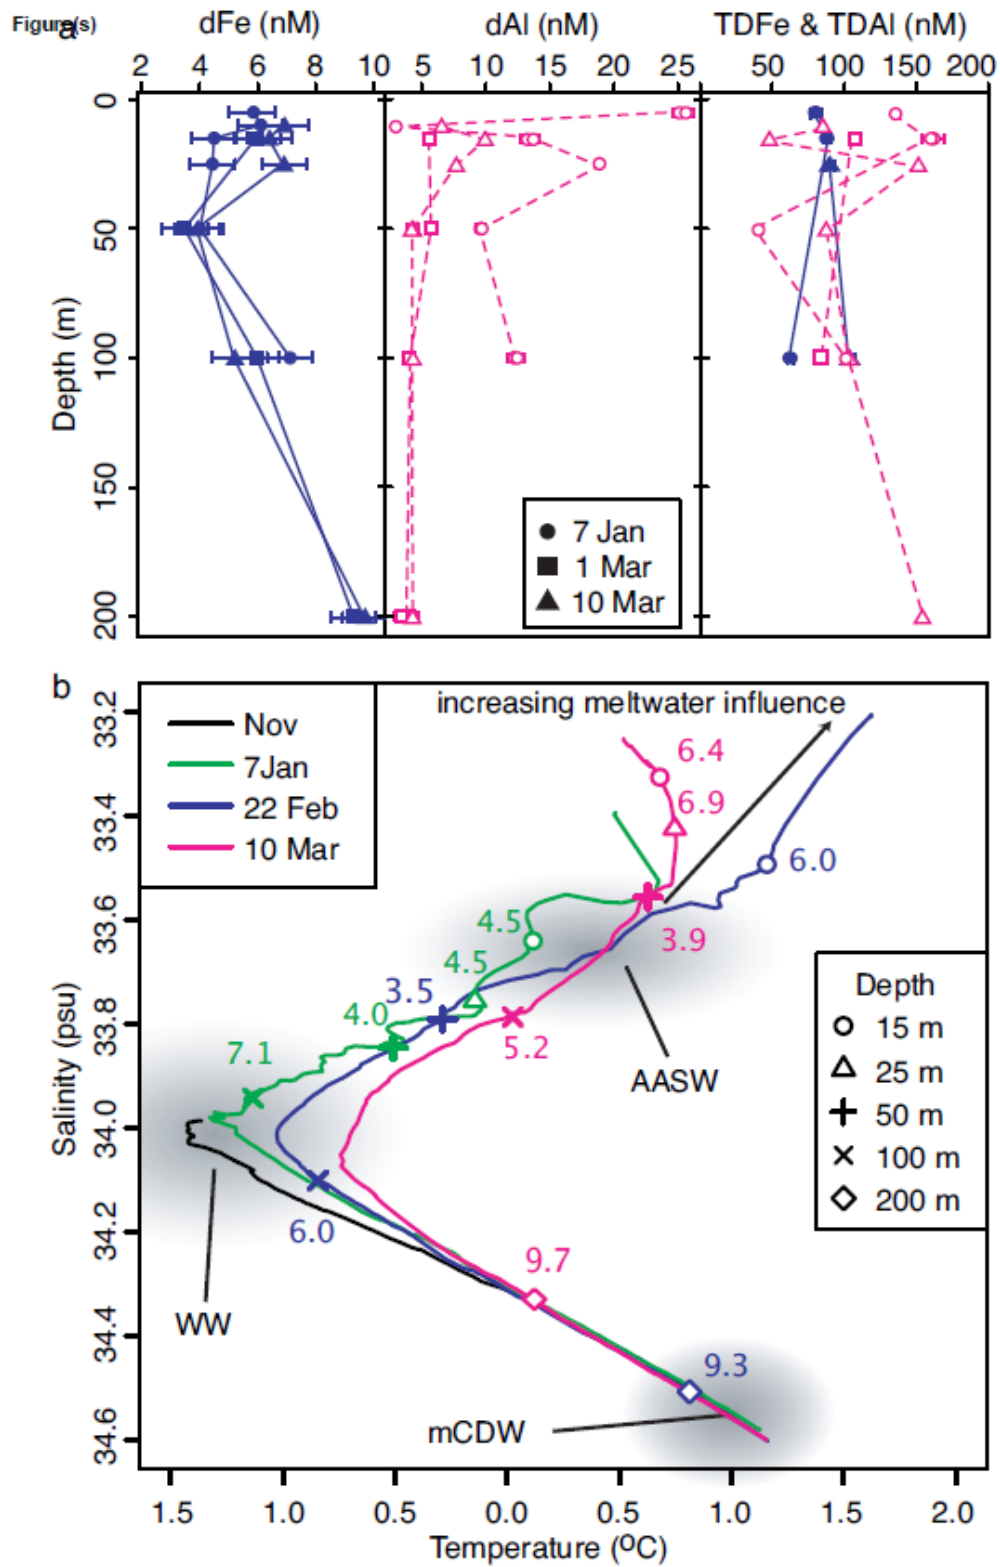 Figure(s)
a
dFe (nM) dAl (nM) TDFe & TDAl (nM)
2 4 6 8 10 5 10 15 20 25 50 100 150 200
0
50
100
150
200
Depth (m)
7 Jan
1 Mar
10 Mar
b
increasing meltwater influence
Nov
7Jan
22 Feb
10 Mar
6.4
6.9
6.0
4.5
3.9
4.5
3.5
4.0
5.2
7.1
AASW
Depth
15 m
25 m
50 m
100 m
200 m
6.0
9.7
WW
9.3
mCDW
33.2
33.4
33.6
33.8
34.0
34.2
34.4
34.6
Salinity (psu)
1.5 1.0 0.5 0.0 0.5 1.0 1.5 2.0
Temperature (ºC)